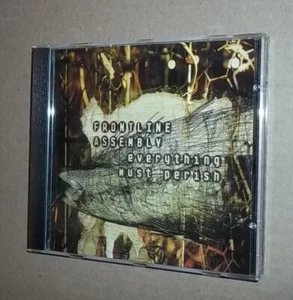 FRONTLINE
ASSEMBLY
everything
Must perish